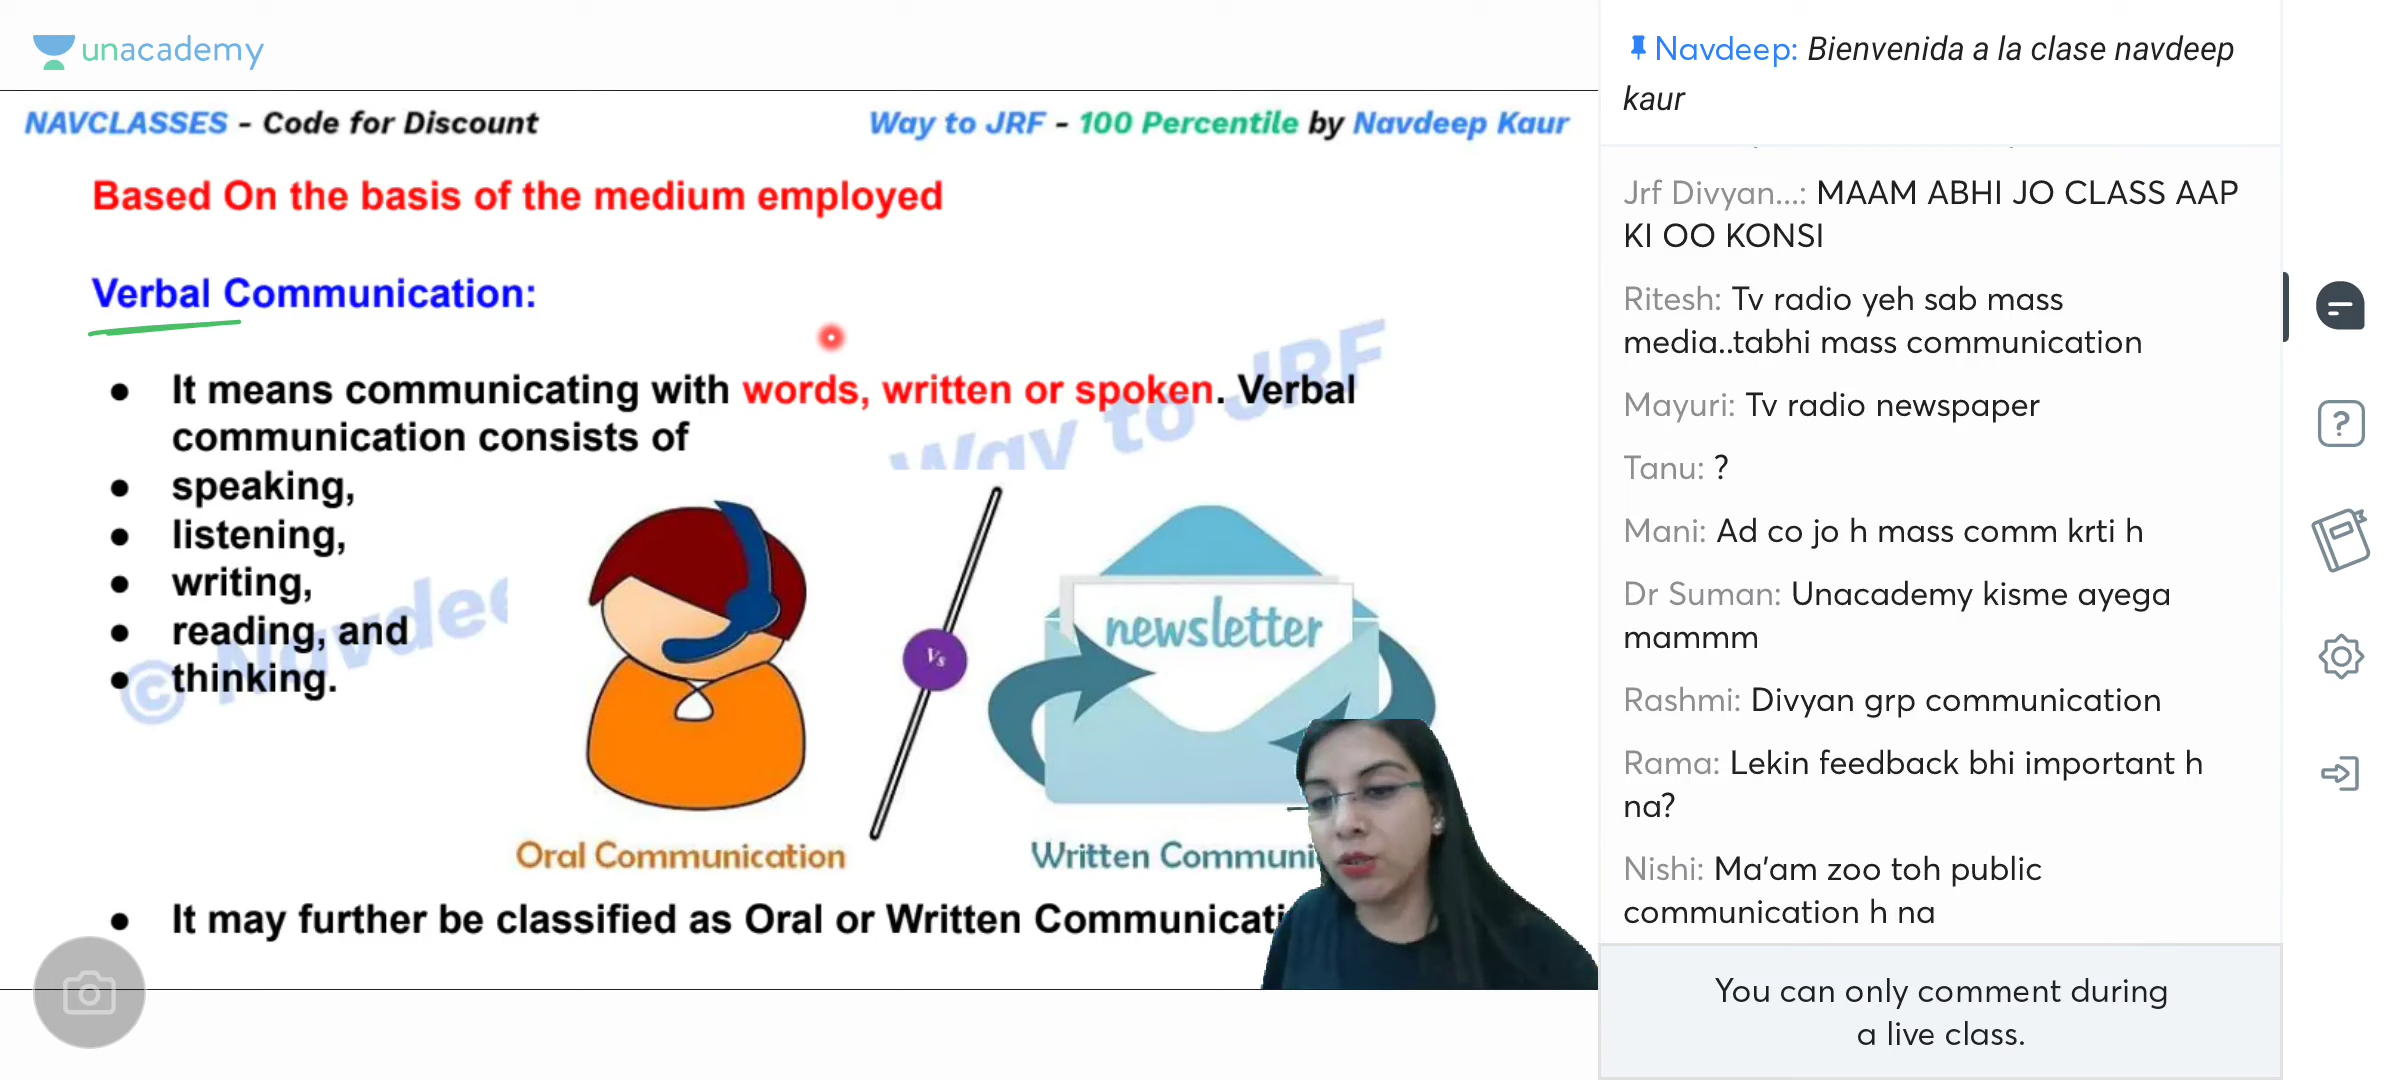 unacademy
NAVCLASSES - Code for Discount
Way to JRF - 100 Percentile by Navdeep Kaur
Based On the basis of the medium employed
Verbal Communication:
● It means communicating with words, written or spoken. Verbal
communication consists of
● speaking,
● listening,
● writing,
● reading, and
● thinking.
Way to JRF
© Navdee
newsletter
Vs
Oral Communication
Written Communi
● It may further be classified as Oral or Written Communicati
Navdeep: Bienvenida a la clase navdeep
kaur
Jrf Divyan...: MAAM ABHI JO CLASS AAP
KI OO KONSI
Ritesh: Tv radio yeh sab mass
media..tabhi mass communication
Mayuri: Tv radio newspaper
Tanu: ?
Mani: Ad co jo h mass comm krti h
Dr Suman: Unacademy kisme ayega
mammm
Rashmi: Divyan grp communication
Rama: Lekin feedback bhi important h
na?
Nishi: Ma'am zoo toh public
communication h na
You can only comment during
a live class.